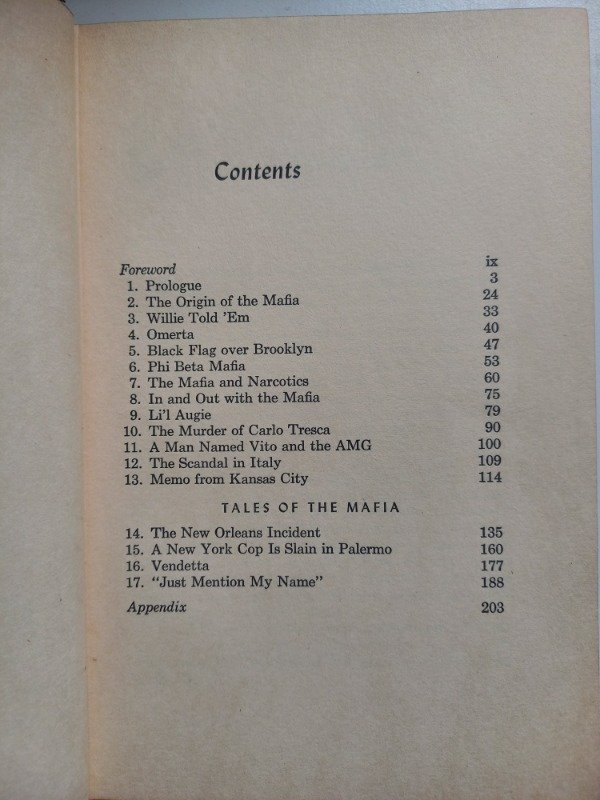 Contents
Foreword ix
1. Prologue 3
2. The Origin of the Mafia 24
3. Willie Told 'Em 33
4. Omerta 40
5. Black Flag over Brooklyn 47
6. Phi Beta Mafia 53
7. The Mafia and Narcotics 60
8. In and Out with the Mafia 75
9. Li'l Augie 79
10. The Murder of Carlo Tresca 90
11. A Man Named Vito and the AMG 100
12. The Scandal in Italy 109
13. Memo from Kansas City 114
TALES OF THE MAFIA
14. The New Orleans Incident 135
15. A New York Cop Is Slain in Palermo 160
16. Vendetta 177
17. "Just Mention My Name" 188
Appendix 203